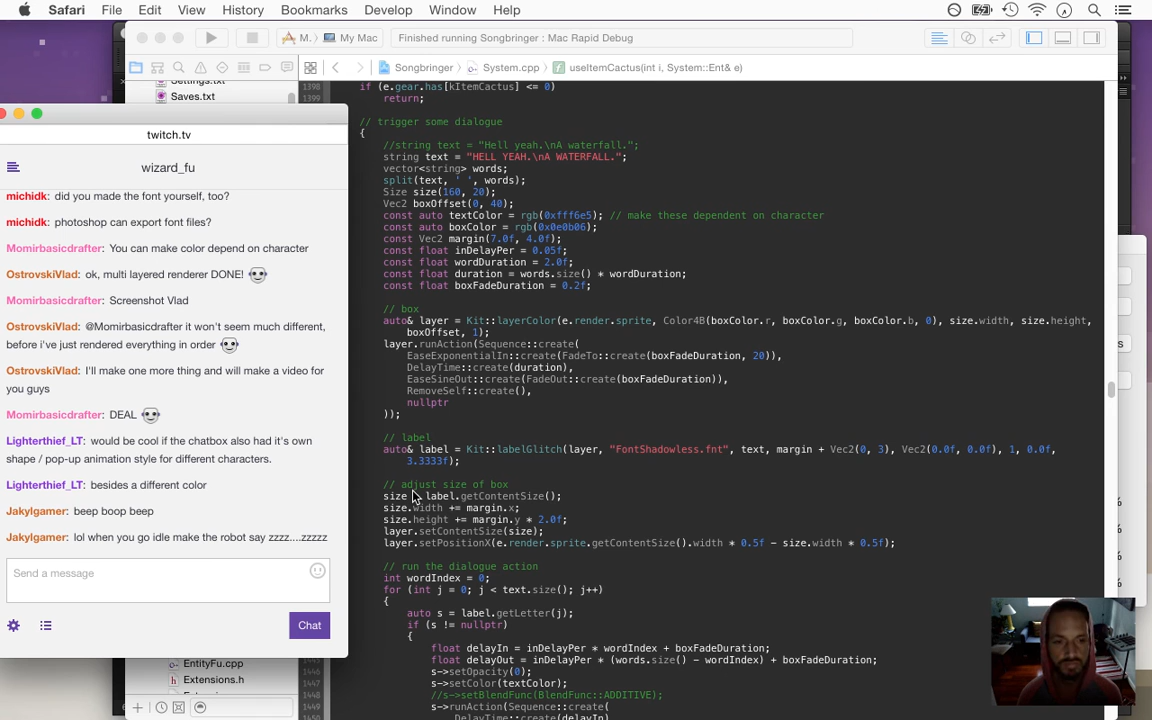 Safari File Edit View History Bookmarks Develop Window Help
M. My Mac Finished running Songbringer : Mac Rapid Debug
Songbringer System.cpp useItemCactus(int i, System::Ent& e)
Settings.txt
Saves.txt
twitch.tv
wizard_fu
michidk: did you made the font yourself, too?
michidk: photoshop can export font files?
Momirbasicdrafter: You can make color depend on character
OstrovskiVlad: ok, multi layered renderer DONE!
Momirbasicdrafter: Screenshot Vlad
OstrovskiVlad: @Momirbasicdrafter it won't seem much different,
before i've just rendered everything in order
OstrovskiVlad: I'll make one more thing and will make a video for
you guys
Momirbasicdrafter: DEAL
Lighterthief_LT: would be cool if the chatbox also had it's own
shape / pop-up animation style for different characters.
Lighterthief_LT: besides a different color
Jakylgamer: beep boop beep
Jakylgamer: lol when you go idle make the robot say zzzz....zzzzz
Send a message
Chat
EntityFu.cpp
Extensions.h
1398 if (e.gear.has[kItemCactus] <= 0)
1399 return;
// trigger some dialogue
{
//string text = "Hell yeah.\nA waterfall.";
string text = "HELL YEAH.\nA WATERFALL.";
vector<string> words;
split(text, ' ', words);
Size size(160, 20);
Vec2 boxOffset(0, 40);
const auto textColor = rgb(0xfff6e5); // make these dependent on character
const auto boxColor = rgb(0x0e0b06);
const Vec2 margin(7.0f, 4.0f);
const float inDelayPer = 0.05f;
const float wordDuration = 2.0f;
const float duration = words.size() * wordDuration;
const float boxFadeDuration = 0.2f;
// box
auto& layer = Kit::layerColor(e.render.sprite, Color4B(boxColor.r, boxColor.g, boxColor.b, 0), size.width, size.height,
boxOffset, 1);
layer.runAction(Sequence::create(
EaseExponentialIn::create(FadeTo::create(boxFadeDuration, 20)),
DelayTime::create(duration),
EaseSineOut::create(FadeOut::create(boxFadeDuration)),
RemoveSelf::create(),
nullptr
));
// label
auto& label = Kit::labelGlitch(layer, "FontShadowless.fnt", text, margin + Vec2(0, 3), Vec2(0.0f, 0.0f), 1, 0.0f,
3.3333f);
// adjust size of box
size label.getContentSize();
size.width += margin.x;
size.height += margin.y * 2.0f;
layer.setContentSize(size);
layer.setPositionX(e.render.sprite.getContentSize().width * 0.5f - size.width * 0.5f);
// run the dialogue action
int wordIndex = 0;
for (int j = 0; j < text.size(); j++)
{
auto s = label.getLetter(j);
if (s != nullptr)
{
float delayIn = inDelayPer * wordIndex + boxFadeDuration;
float delayOut = inDelayPer * (words.size() - wordIndex) + boxFadeDuration;
s->setOpacity(0);
1447 s->setColor(textColor);
1448 //s->setBlendFunc(BlendFunc::ADDITIVE);
1449 s->runAction(Sequence::create(
1450 DelayTime::create(delayIn)